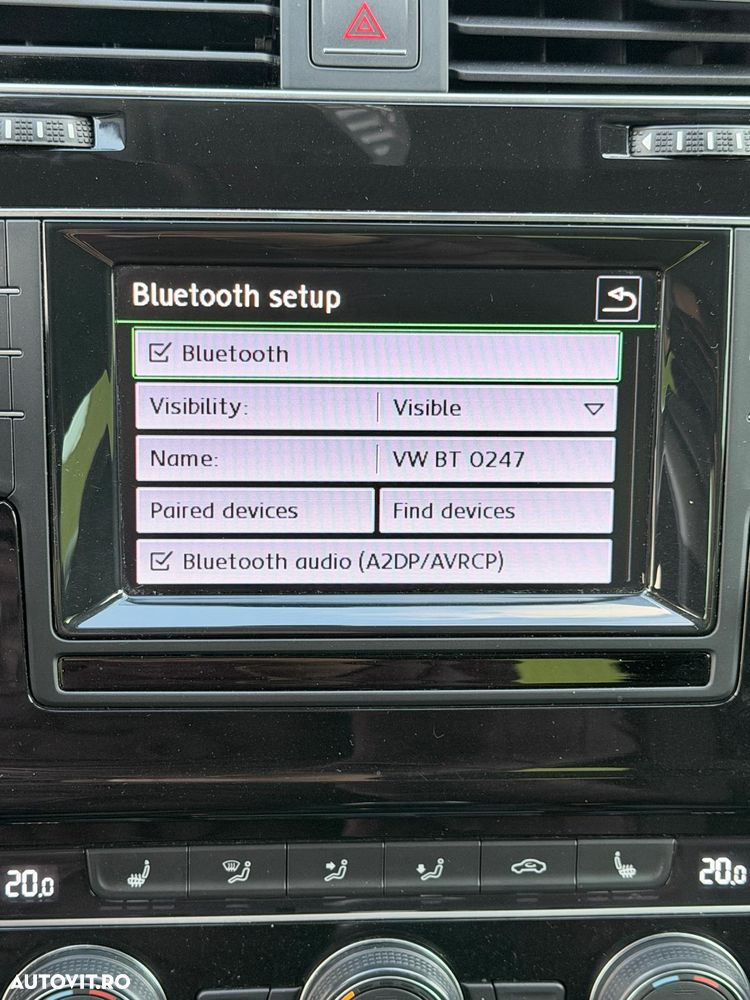 Bluetooth setup
Bluetooth
Visibility: Visible
Name: VW BT 0247
Paired devices Find devices
Bluetooth audio (A2DP/AVRCP)
20.0 20.0
AUTOVIT.RO